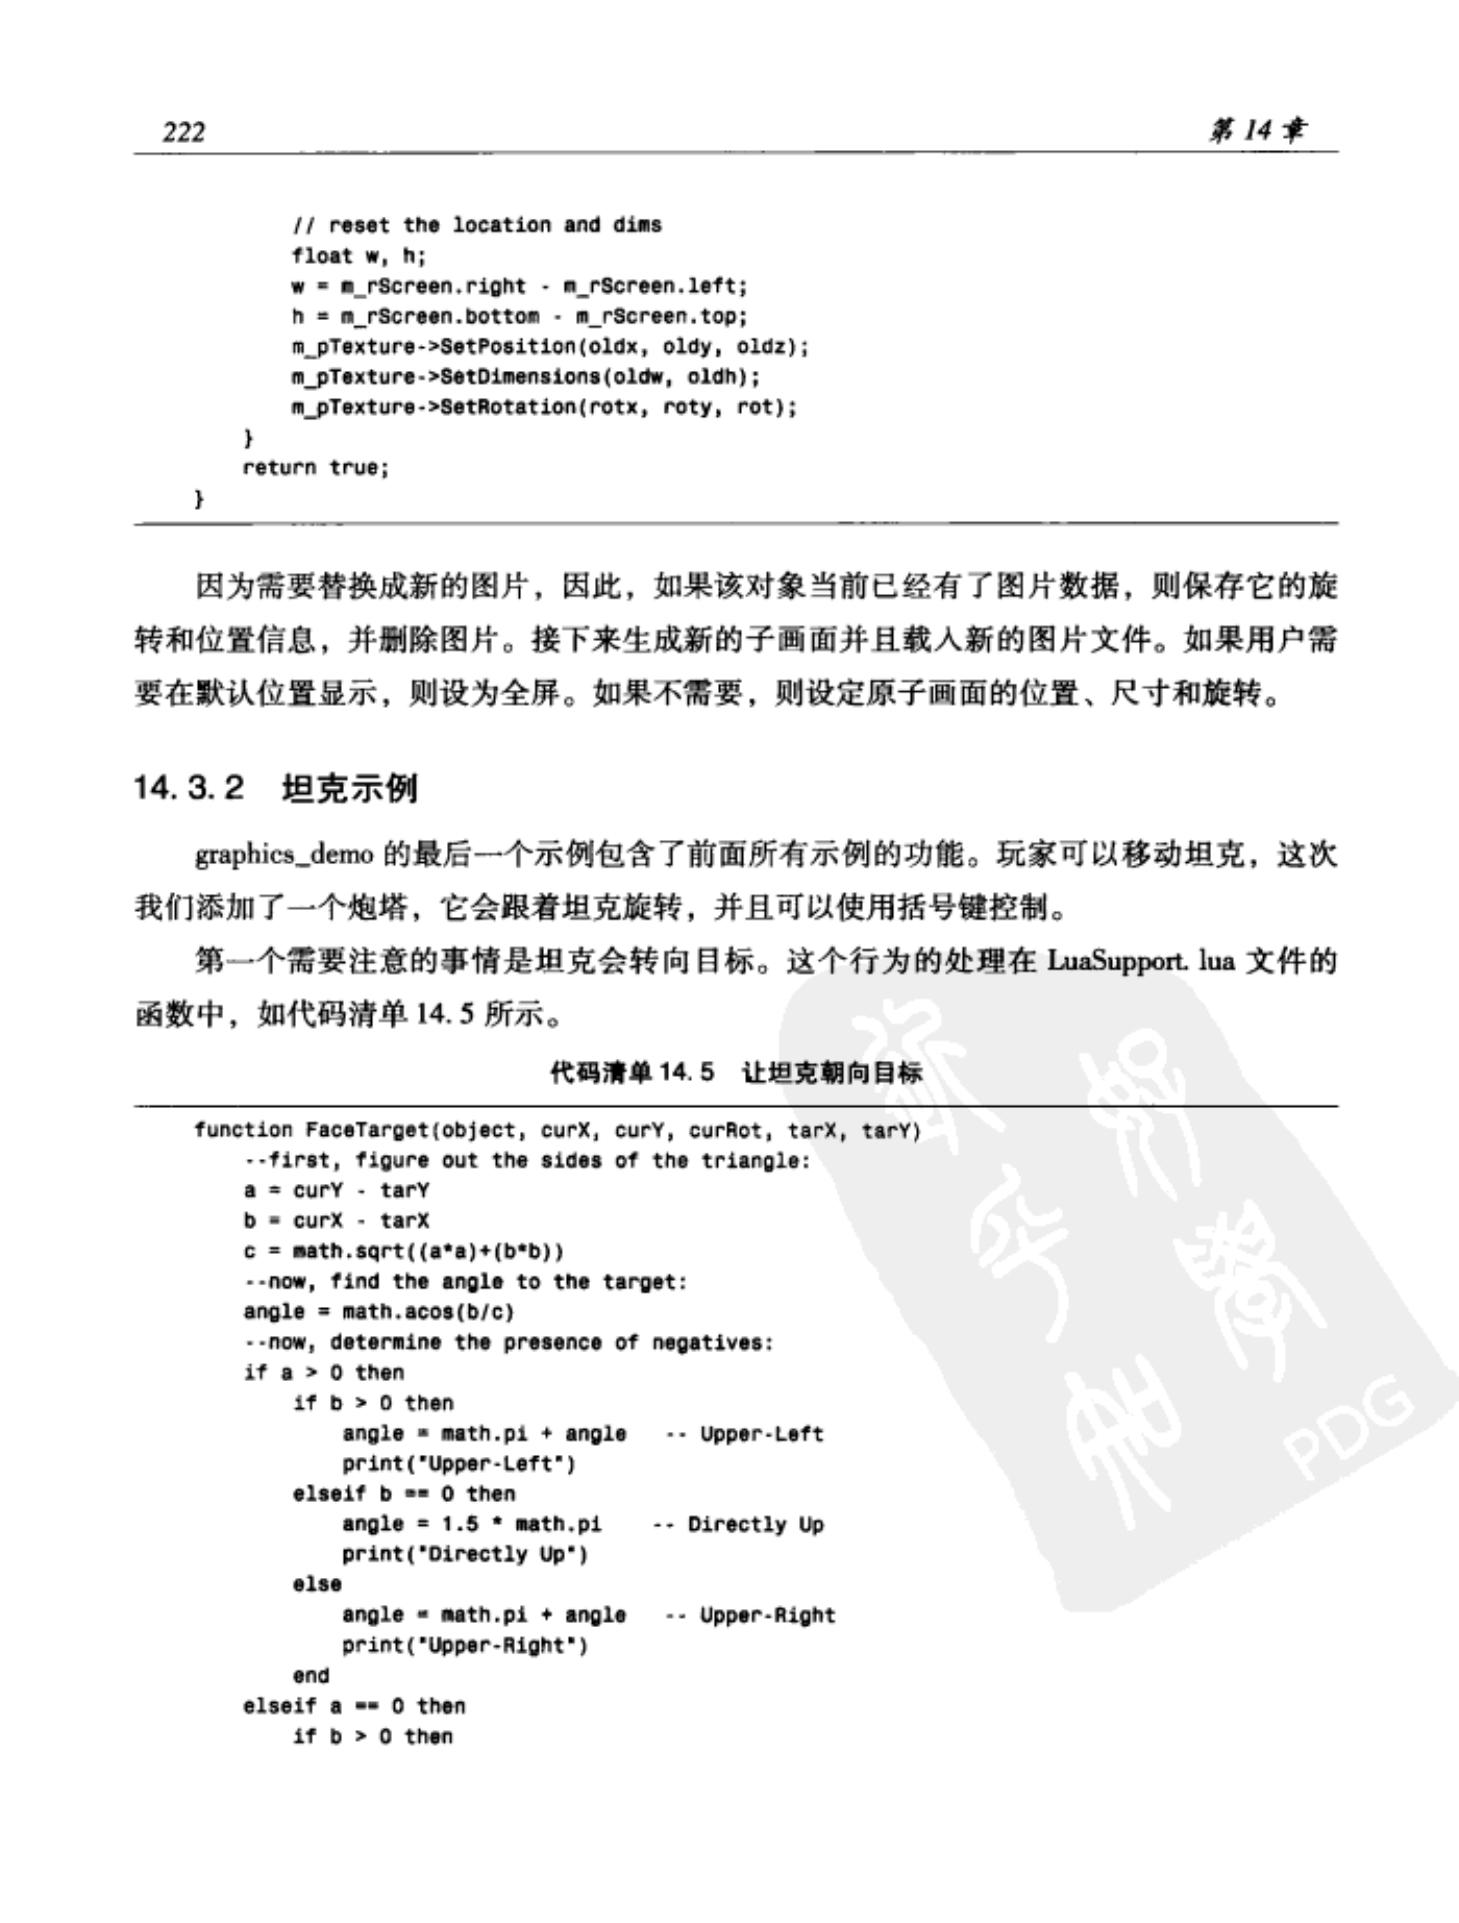 222
第 14 章
// reset the location and dims
float w, h;
w = m_rScreen.right - m_rScreen.left;
h = m_rScreen.bottom - m_rScreen.top;
m_pTexture->SetPosition(oldx, oldy, oldz);
m_pTexture->SetDimensions(oldw, oldh);
m_pTexture->SetRotation(rotx, roty, rot);
}
return true;
}
因为需要替换成新的图片，因此，如果该对象当前已经有了图片数据，则保存它的旋
转和位置信息，并删除图片。接下来生成新的子画面并且载入新的图片文件。如果用户需
要在默认位置显示，则设为全屏。如果不需要，则设定原子画面的位置、尺寸和旋转。
14.3.2 坦克示例
graphics_demo 的最后一个示例包含了前面所有示例的功能。玩家可以移动坦克，这次
我们添加了一个炮塔，它会跟着坦克旋转，并且可以使用括号键控制。
第一个需要注意的事情是坦克会转向目标。这个行为的处理在 LuaSupport.lua 文件的
函数中，如代码清单 14.5 所示。
代码清单 14.5 让坦克朝向目标
function FaceTarget(object, curX, curY, curRot, tarX, tarY)
--first, figure out the sides of the triangle:
a = curY - tarY
b = curX - tarX
c = math.sqrt((a*a)+(b*b))
--now, find the angle to the target:
angle = math.acos(b/c)
--now, determine the presence of negatives:
if a > 0 then
if b > 0 then
angle = math.pi + angle -- Upper-Left
print("Upper-Left")
elseif b == 0 then
angle = 1.5 * math.pi -- Directly Up
print("Directly Up")
else
angle = math.pi + angle -- Upper-Right
print("Upper-Right")
end
elseif a == 0 then
if b > 0 then
PDG